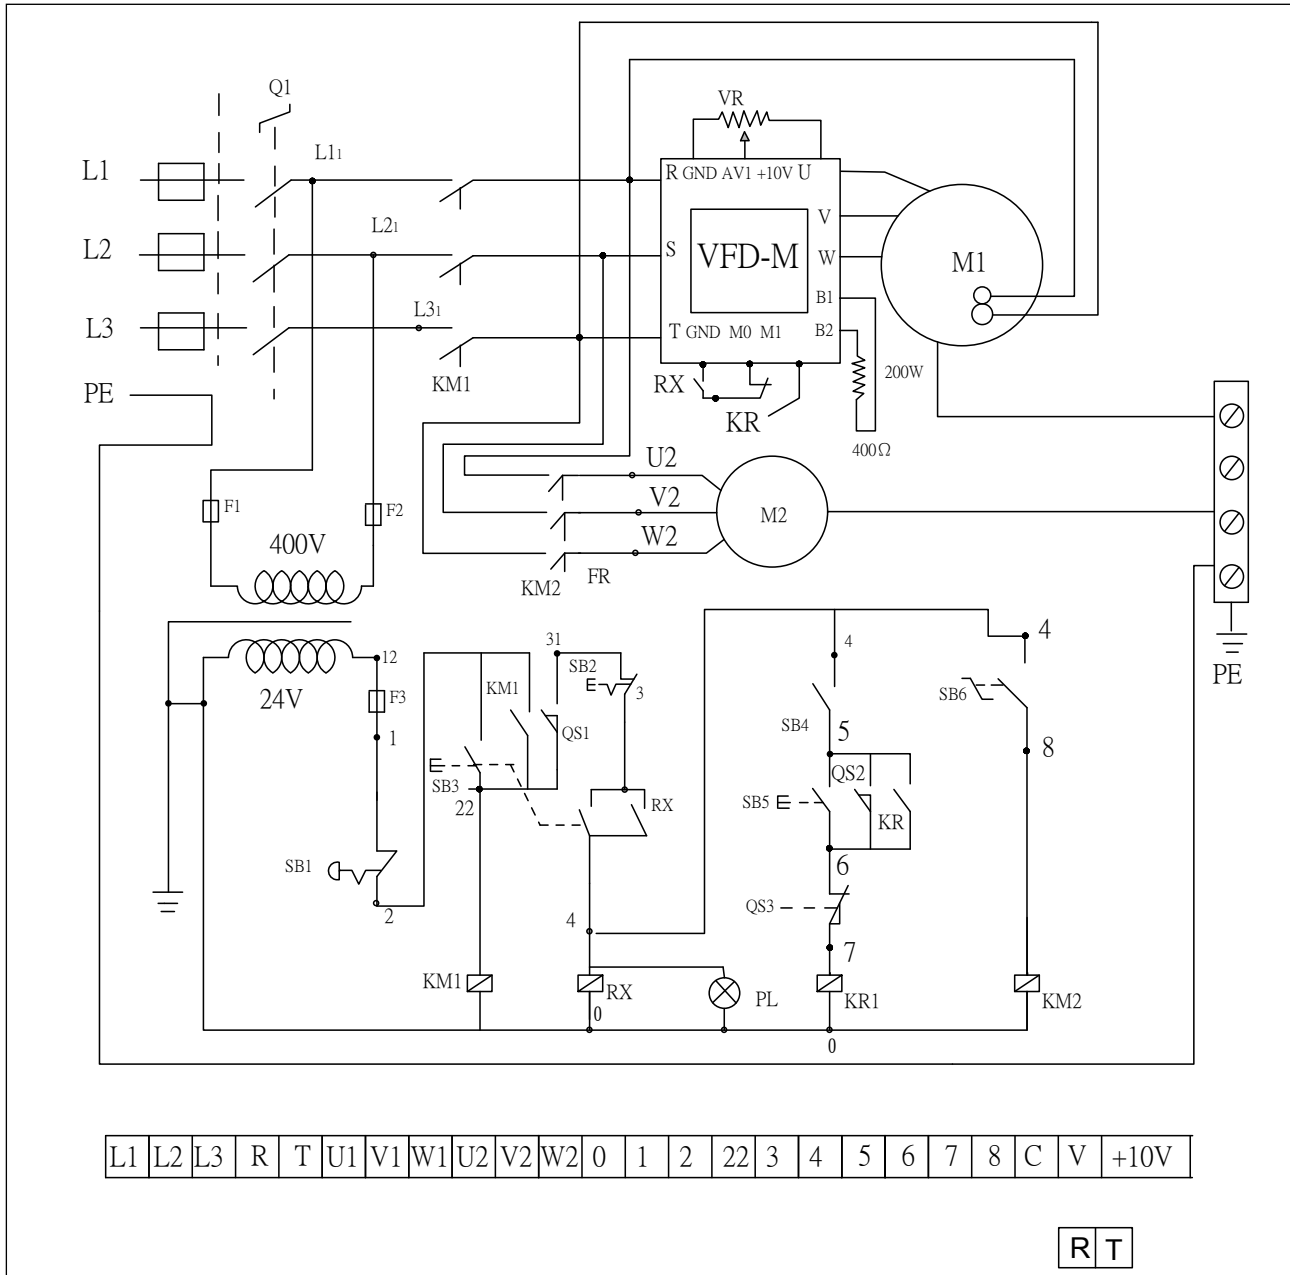 Q1
VR
L1
L1₁
R GND AV1 +10V U
V
L2
L2₁
S
VFD-M
W
M1
B1
L3
L3₁
T GND M0 M1
B2
KM1
RX
200W
PE
KR
400Ω
U2
F1
F2
V2
M2
400V
W2
KM2
FR
12
31
SB2
4
4
KM1
3
SB6
PE
24V
F3
QS1
SB4
1
5
8
SB3
QS2
22
RX
SB5
KR
SB1
6
2
QS3
4
7
KM1
RX
PL
KR1
KM2
0
0
L1 L2 L3 R T U1 V1 W1 U2 V2 W2 0 1 2 22 3 4 5 6 7 8 C V +10V
R T